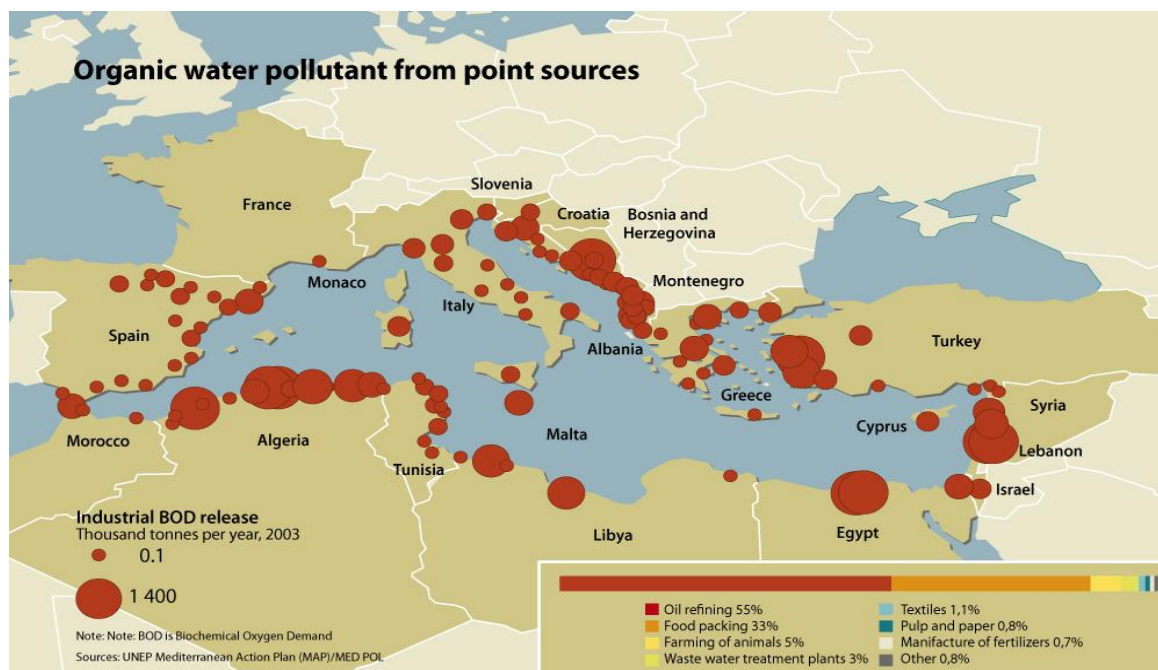 Organic water pollutant from point sources
Slovenia
France
Croatia
Bosnia and
Herzegovina
Monaco
Montenegro
Italy
Spain
Albania
Turkey
Greece
Syria
Cyprus
Malta
Morocco
Algeria
Lebanon
Tunisia
Israel
Libya
Egypt
Industrial BOD release
Thousand tonnes per year, 2003
0.1
1 400
Note: Note: BOD is Biochemical Oxygen Demand
Sources: UNEP Mediterranean Action Plan (MAP)/MED POL
Oil refining 55%
Food packing 33%
Farming of animals 5%
Waste water treatment plants 3%
Textiles 1,1%
Pulp and paper 0,8%
Manifacture of fertilizers 0,7%
Other 0,8%